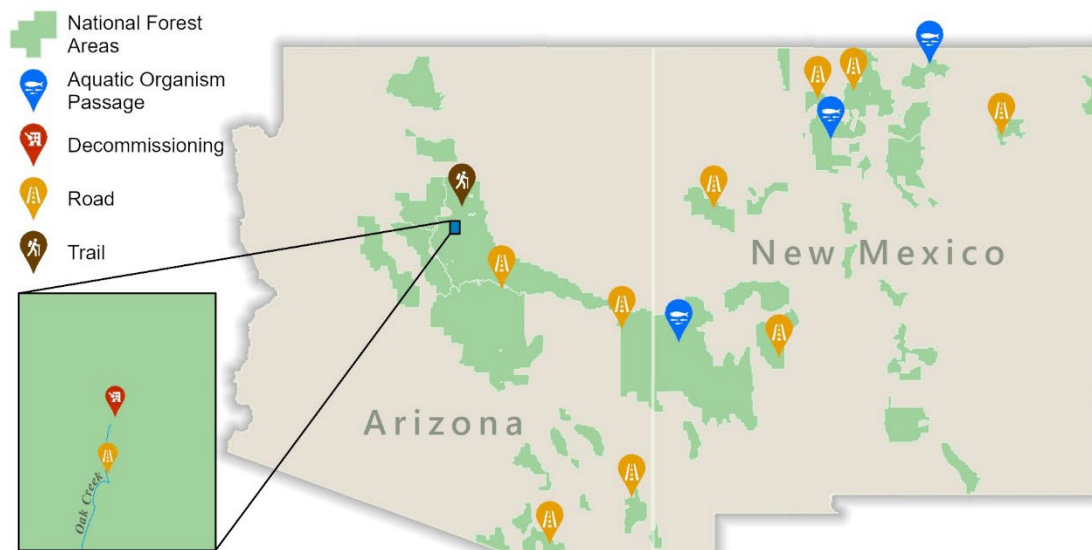 National Forest
Areas
Aquatic Organism
Passage
Decommissioning
Road
Trail
New Mexico
Arizona
Oak Creek